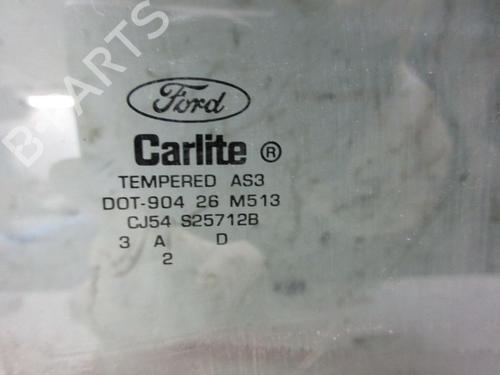 B-PARTS
Ford
Carlite ®
TEMPERED AS3
DOT-904 26 M513
CJ54 S25712B
3 A D
2